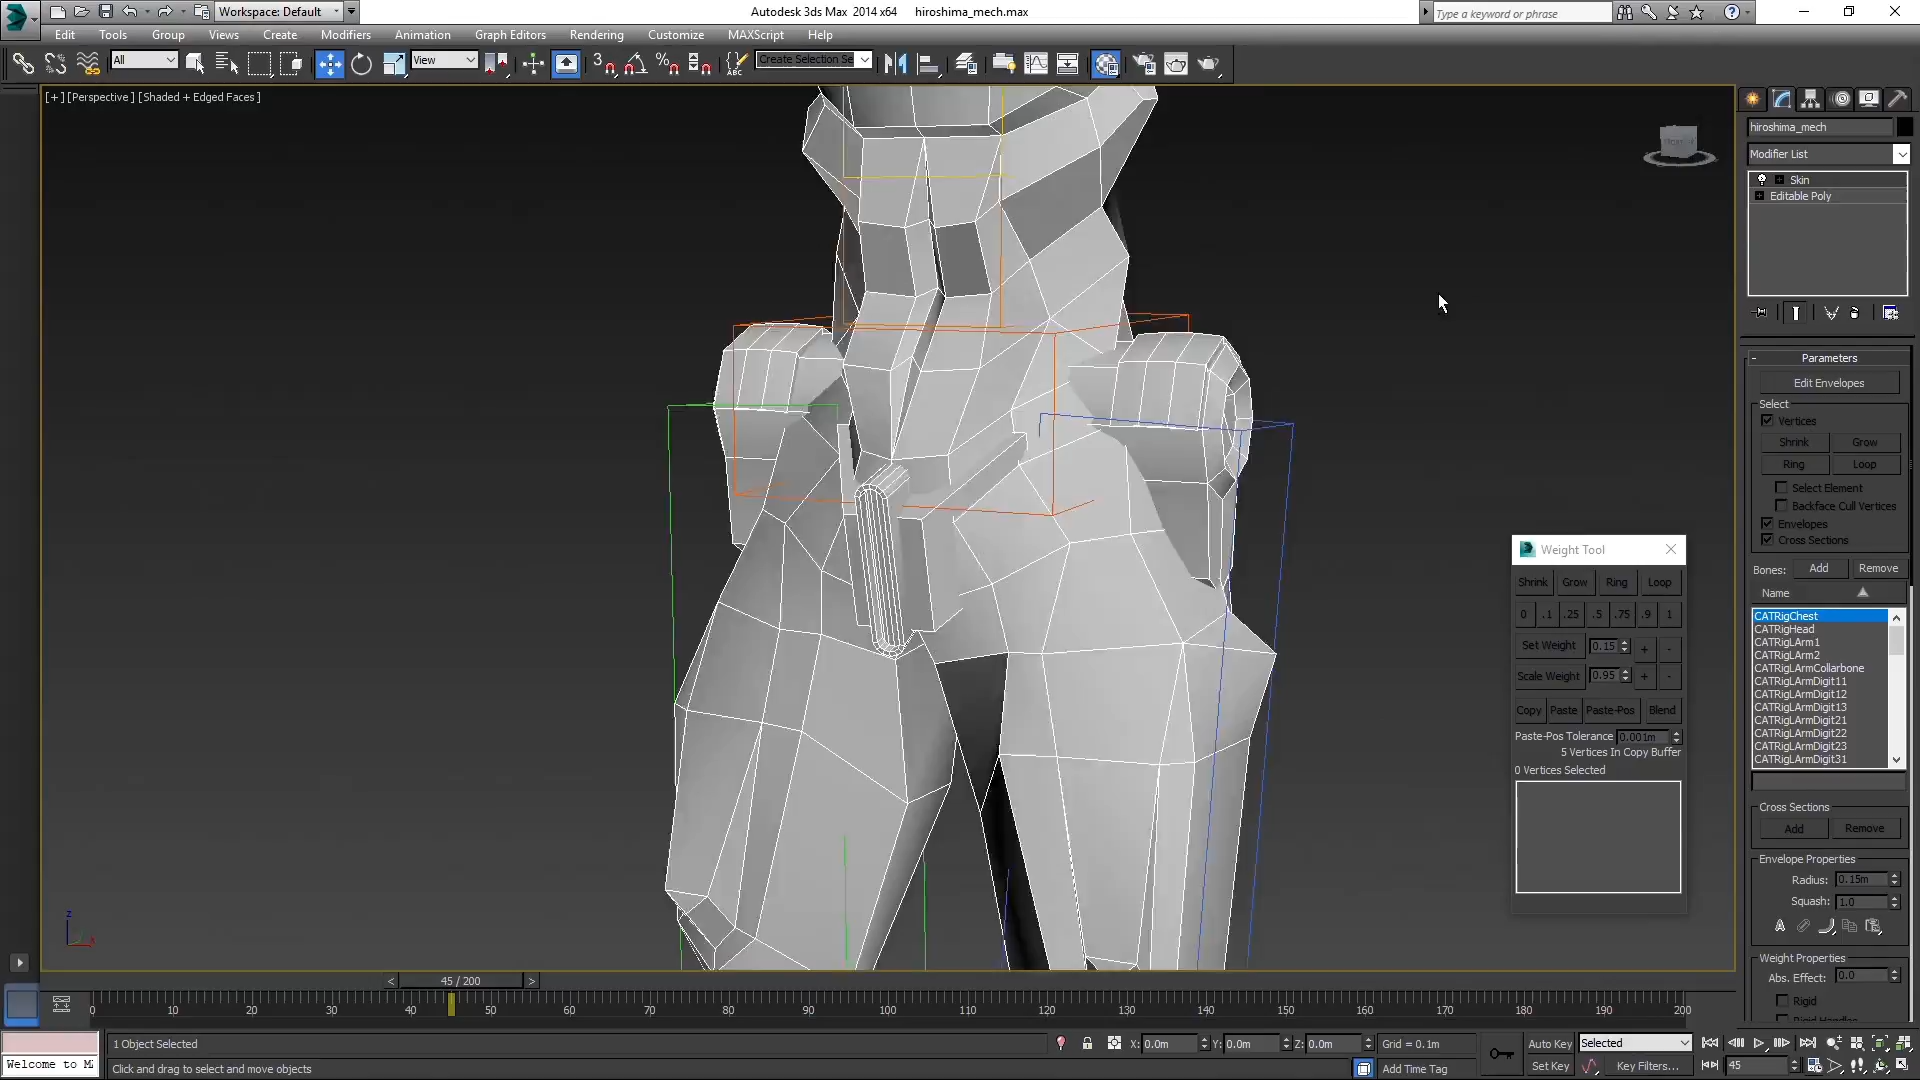 Workspace: Default
Autodesk 3ds Max 2014 x64 hiroshima_mech.max
Type a keyword or phrase
Edit Tools Group Views Create Modifiers Animation Graph Editors Rendering Customize MAXScript Help
All
View
3
Create Selection Se
[+] [Perspective] [Shaded + Edged Faces]
hiroshima_mech
Modifier List
Skin
Editable Poly
Parameters
Edit Envelopes
Select
Vertices
Shrink Grow
Ring Loop
Select Element
Backface Cull Vertices
Envelopes
Cross Sections
Bones: Add Remove
Name
CATRigChest
CATRigHead
CATRigLArm1
CATRigLArm2
CATRigLArmCollarbone
CATRigLArmDigit11
CATRigLArmDigit12
CATRigLArmDigit13
CATRigLArmDigit21
CATRigLArmDigit22
CATRigLArmDigit23
CATRigLArmDigit31
Cross Sections
Add Remove
Envelope Properties
Radius: 0.15m
Squash: 1.0
Weight Properties
Abs. Effect: 0.0
Rigid
Rigid Handles
Weight Tool
Shrink Grow Ring Loop
0 .1 .25 .5 .75 .9 1
Set Weight 0.15 + -
Scale Weight 0.95 + -
Copy Paste Paste-Pos Blend
Paste-Pos Tolerance 0.001m
5 Vertices In Copy Buffer
0 Vertices Selected
z
x
< 45 / 200 >
0 10 20 30 40 50 60 70 80 90 100 110 120 130 140 150 160 170 180 190 200
1 Object Selected
X: 0.0m Y: 0.0m Z: 0.0m Grid = 0.1m
Auto Key Selected
Welcome to M
Click and drag to select and move objects
Add Time Tag
Set Key Key Filters... 45